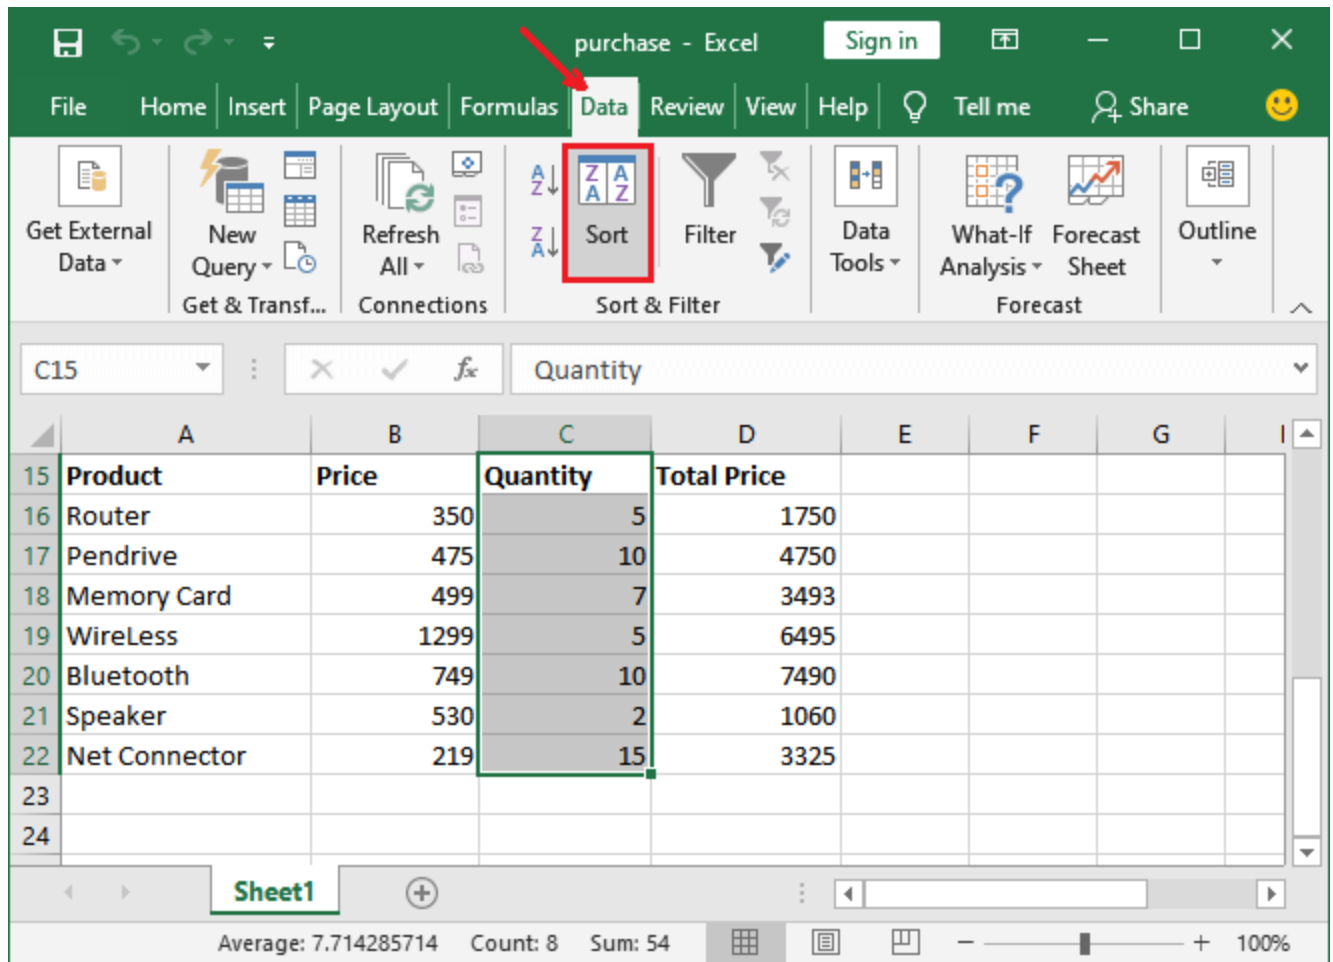 purchase - Excel Sign in
File Home Insert Page Layout Formulas Data Review View Help Tell me Share
Get External Data
New Query
Get & Transf...
Refresh All
Connections
A Z
Z A
Z A A Z
Sort
Filter
Sort & Filter
Data Tools
What-If Analysis
Forecast Sheet
Forecast
Outline
C15 fx Quantity
A B C D E F G I
15 Product Price Quantity Total Price
16 Router 350 5 1750
17 Pendrive 475 10 4750
18 Memory Card 499 7 3493
19 WireLess 1299 5 6495
20 Bluetooth 749 10 7490
21 Speaker 530 2 1060
22 Net Connector 219 15 3325
23
24
Sheet1
Average: 7.714285714 Count: 8 Sum: 54 100%